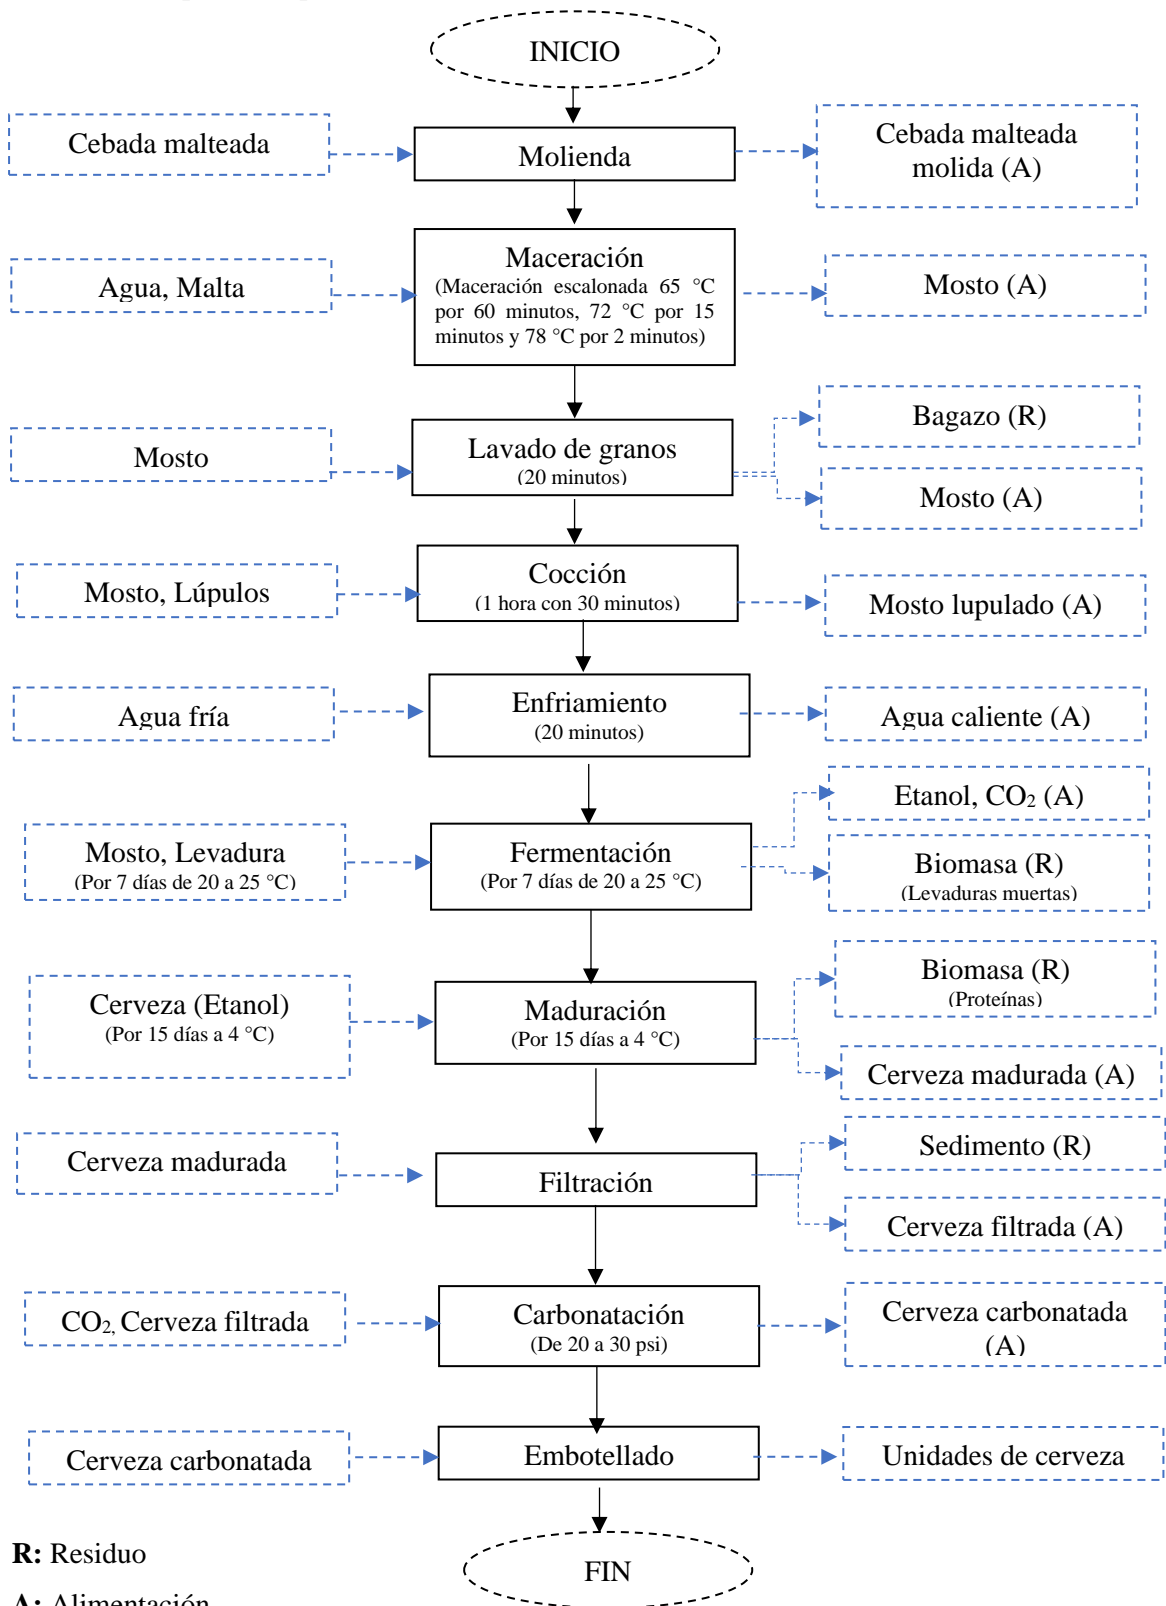 INICIO
Cebada malteada
Molienda
Cebada malteada
molida (A)
Agua, Malta
Maceración
(Maceración escalonada 65 °C
por 60 minutos, 72 °C por 15
minutos y 78 °C por 2 minutos)
Mosto (A)
Mosto
Lavado de granos
(20 minutos)
Bagazo (R)
Mosto (A)
Mosto, Lúpulos
Cocción
(1 hora con 30 minutos)
Mosto lupulado (A)
Agua fría
Enfriamiento
(20 minutos)
Agua caliente (A)
Mosto, Levadura
(Por 7 días de 20 a 25 °C)
Fermentación
(Por 7 días de 20 a 25 °C)
Etanol, CO₂ (A)
Biomasa (R)
(Levaduras muertas)
Cerveza (Etanol)
(Por 15 días a 4 °C)
Maduración
(Por 15 días a 4 °C)
Biomasa (R)
(Proteínas)
Cerveza madurada (A)
Cerveza madurada
Filtración
Sedimento (R)
Cerveza filtrada (A)
CO₂, Cerveza filtrada
Carbonatación
(De 20 a 30 psi)
Cerveza carbonatada
(A)
Cerveza carbonatada
Embotellado
Unidades de cerveza
FIN
R: Residuo
A: Alimentación